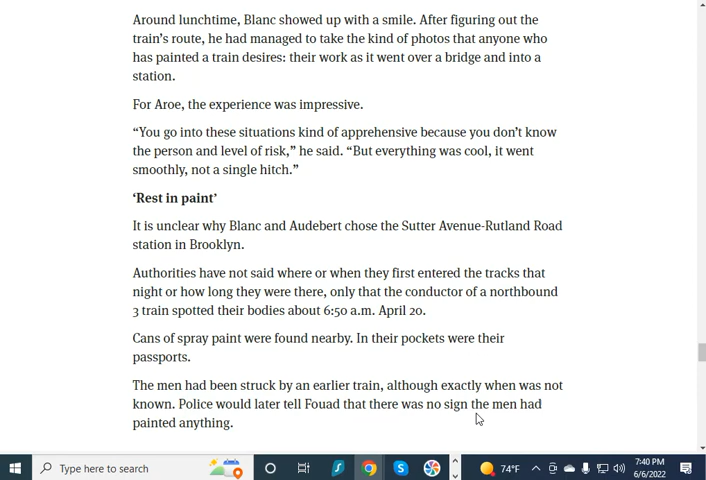 Around lunchtime, Blanc showed up with a smile. After figuring out the
train’s route, he had managed to take the kind of photos that anyone who
has painted a train desires: their work as it went over a bridge and into a
station.
For Aroe, the experience was impressive.
“You go into these situations kind of apprehensive because you don’t know
the person and level of risk,” he said. “But everything was cool, it went
smoothly, not a single hitch.”
‘Rest in paint’
It is unclear why Blanc and Audebert chose the Sutter Avenue-Rutland Road
station in Brooklyn.
Authorities have not said where or when they first entered the tracks that
night or how long they were there, only that the conductor of a northbound
3 train spotted their bodies about 6:50 a.m. April 20.
Cans of spray paint were found nearby. In their pockets were their
passports.
The men had been struck by an earlier train, although exactly when was not
known. Police would later tell Fouad that there was no sign the men had
painted anything.
Type here to search
74°F
7:40 PM
6/6/2022